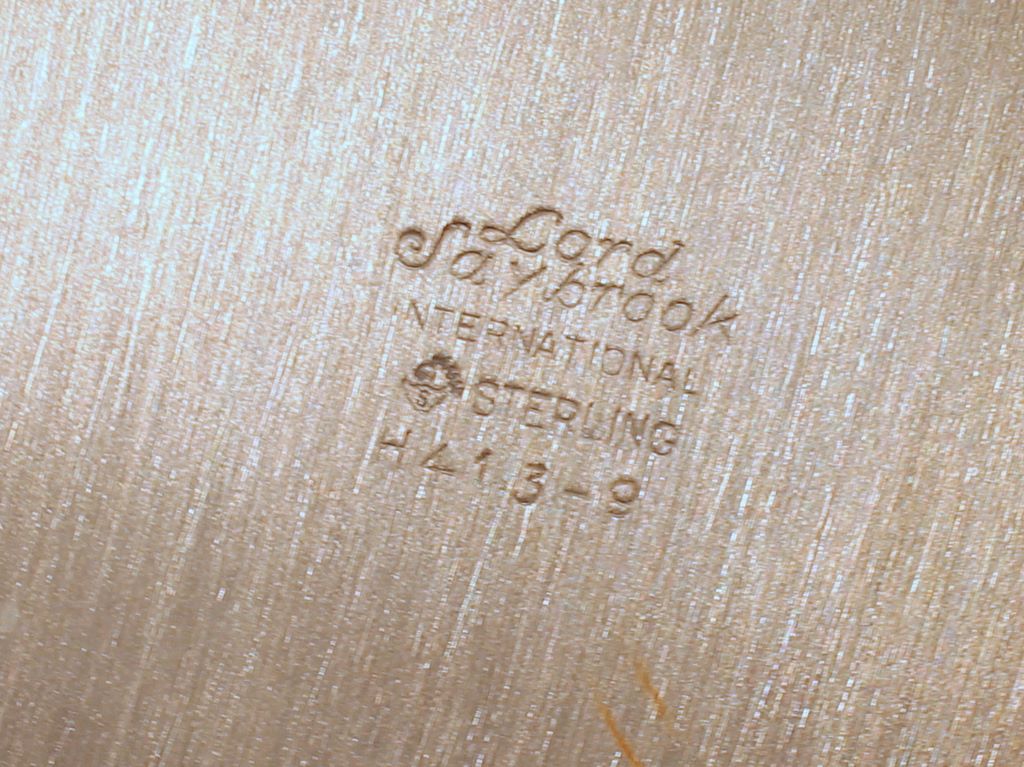 Lord
Saybrook
INTERNATIONAL
STERLING
H413-9